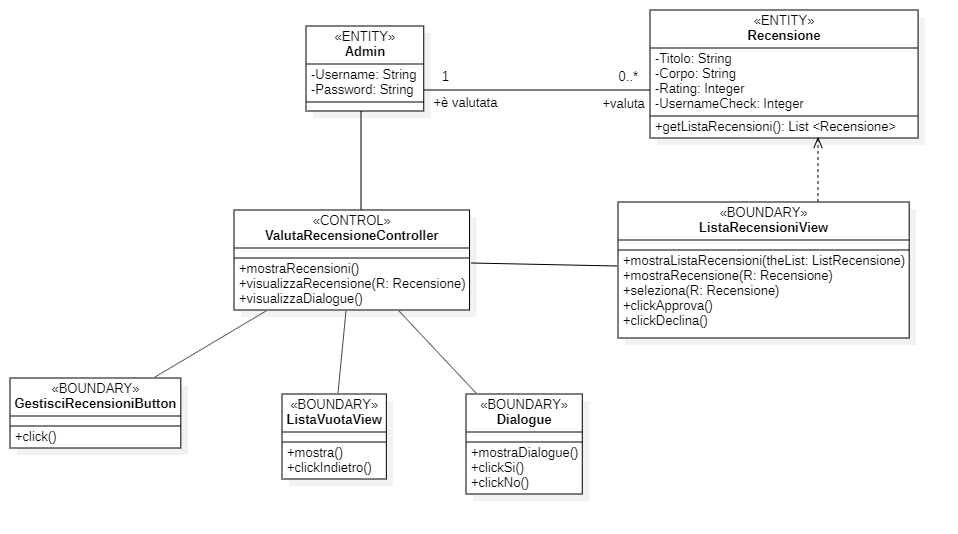 «ENTITY»
Admin
-Username: String
-Password: String
1
+è valutata
0..*
+valuta
«ENTITY»
Recensione
-Titolo: String
-Corpo: String
-Rating: Integer
-UsernameCheck: Integer
+getListaRecensioni(): List <Recensione>
«CONTROL»
ValutaRecensioneController
+mostraRecensioni()
+visualizzaRecensione(R: Recensione)
+visualizzaDialogue()
«BOUNDARY»
ListaRecensioniView
+mostraListaRecensioni(theList: ListRecensione)
+mostraRecensione(R: Recensione)
+seleziona(R: Recensione)
+clickApprova()
+clickDeclina()
«BOUNDARY»
GestisciRecensioniButton
+click()
«BOUNDARY»
ListaVuotaView
+mostra()
+clickIndietro()
«BOUNDARY»
Dialogue
+mostraDialogue()
+clickSi()
+clickNo()